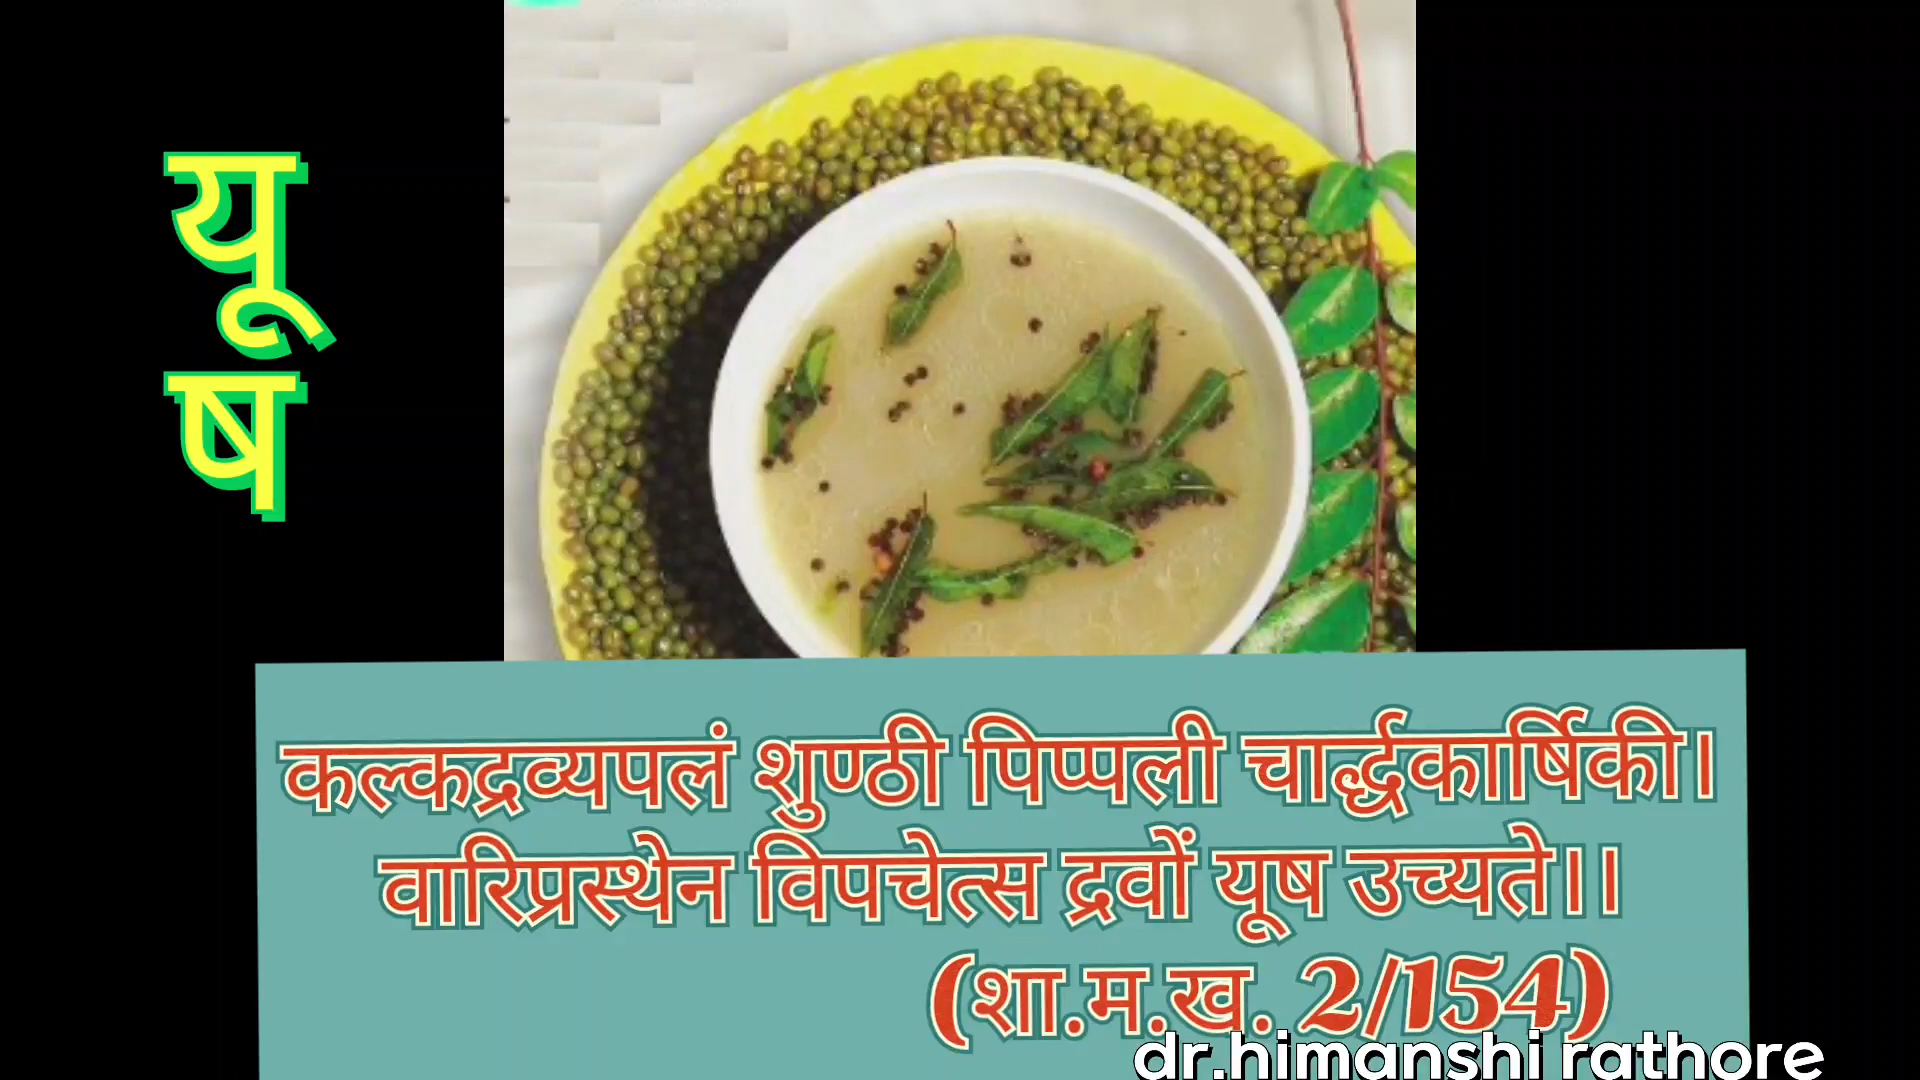 यूष
कल्कद्रव्यपलं शुण्ठी पिप्पली चार्द्धकार्षिकी।
वारिप्रस्थेन विपचेत्स द्रवों यूष उच्यते।।
(शा.म.ख. 2/154)
dr.himanshi rathore